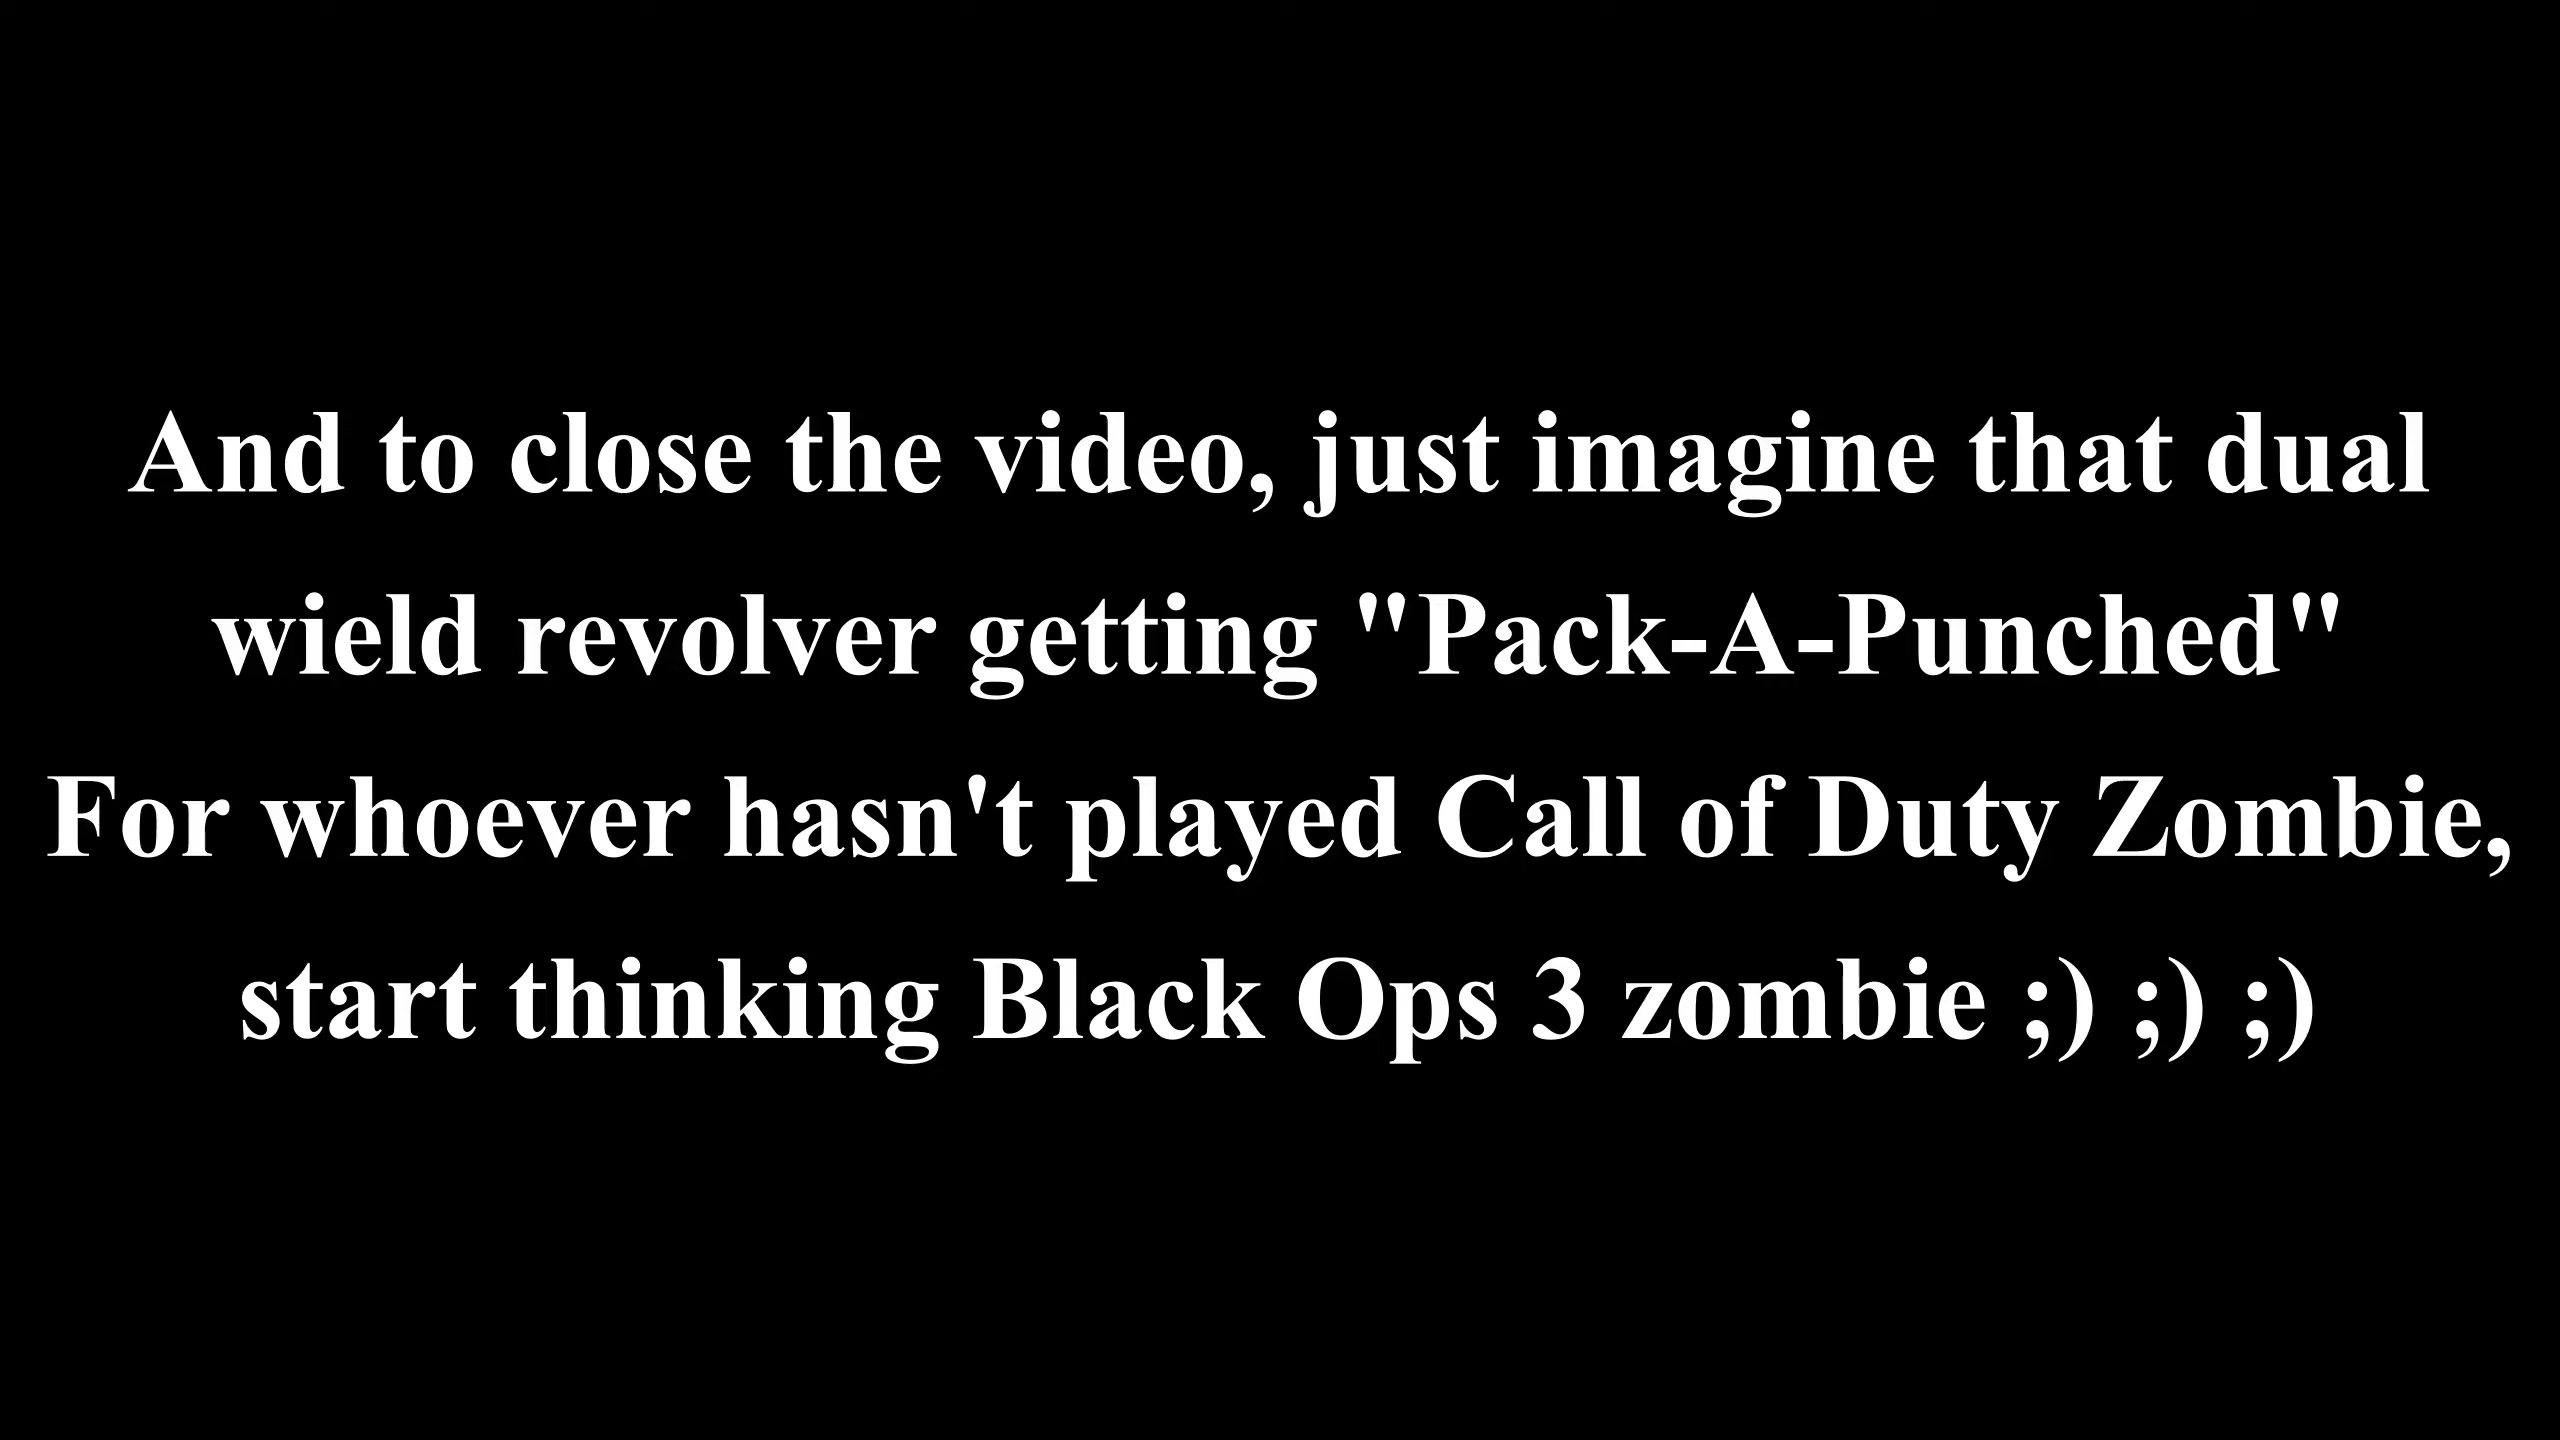 And to close the video, just imagine that dual
wield revolver getting "Pack-A-Punched"
For whoever hasn't played Call of Duty Zombie,
start thinking Black Ops 3 zombie ;) ;) ;)